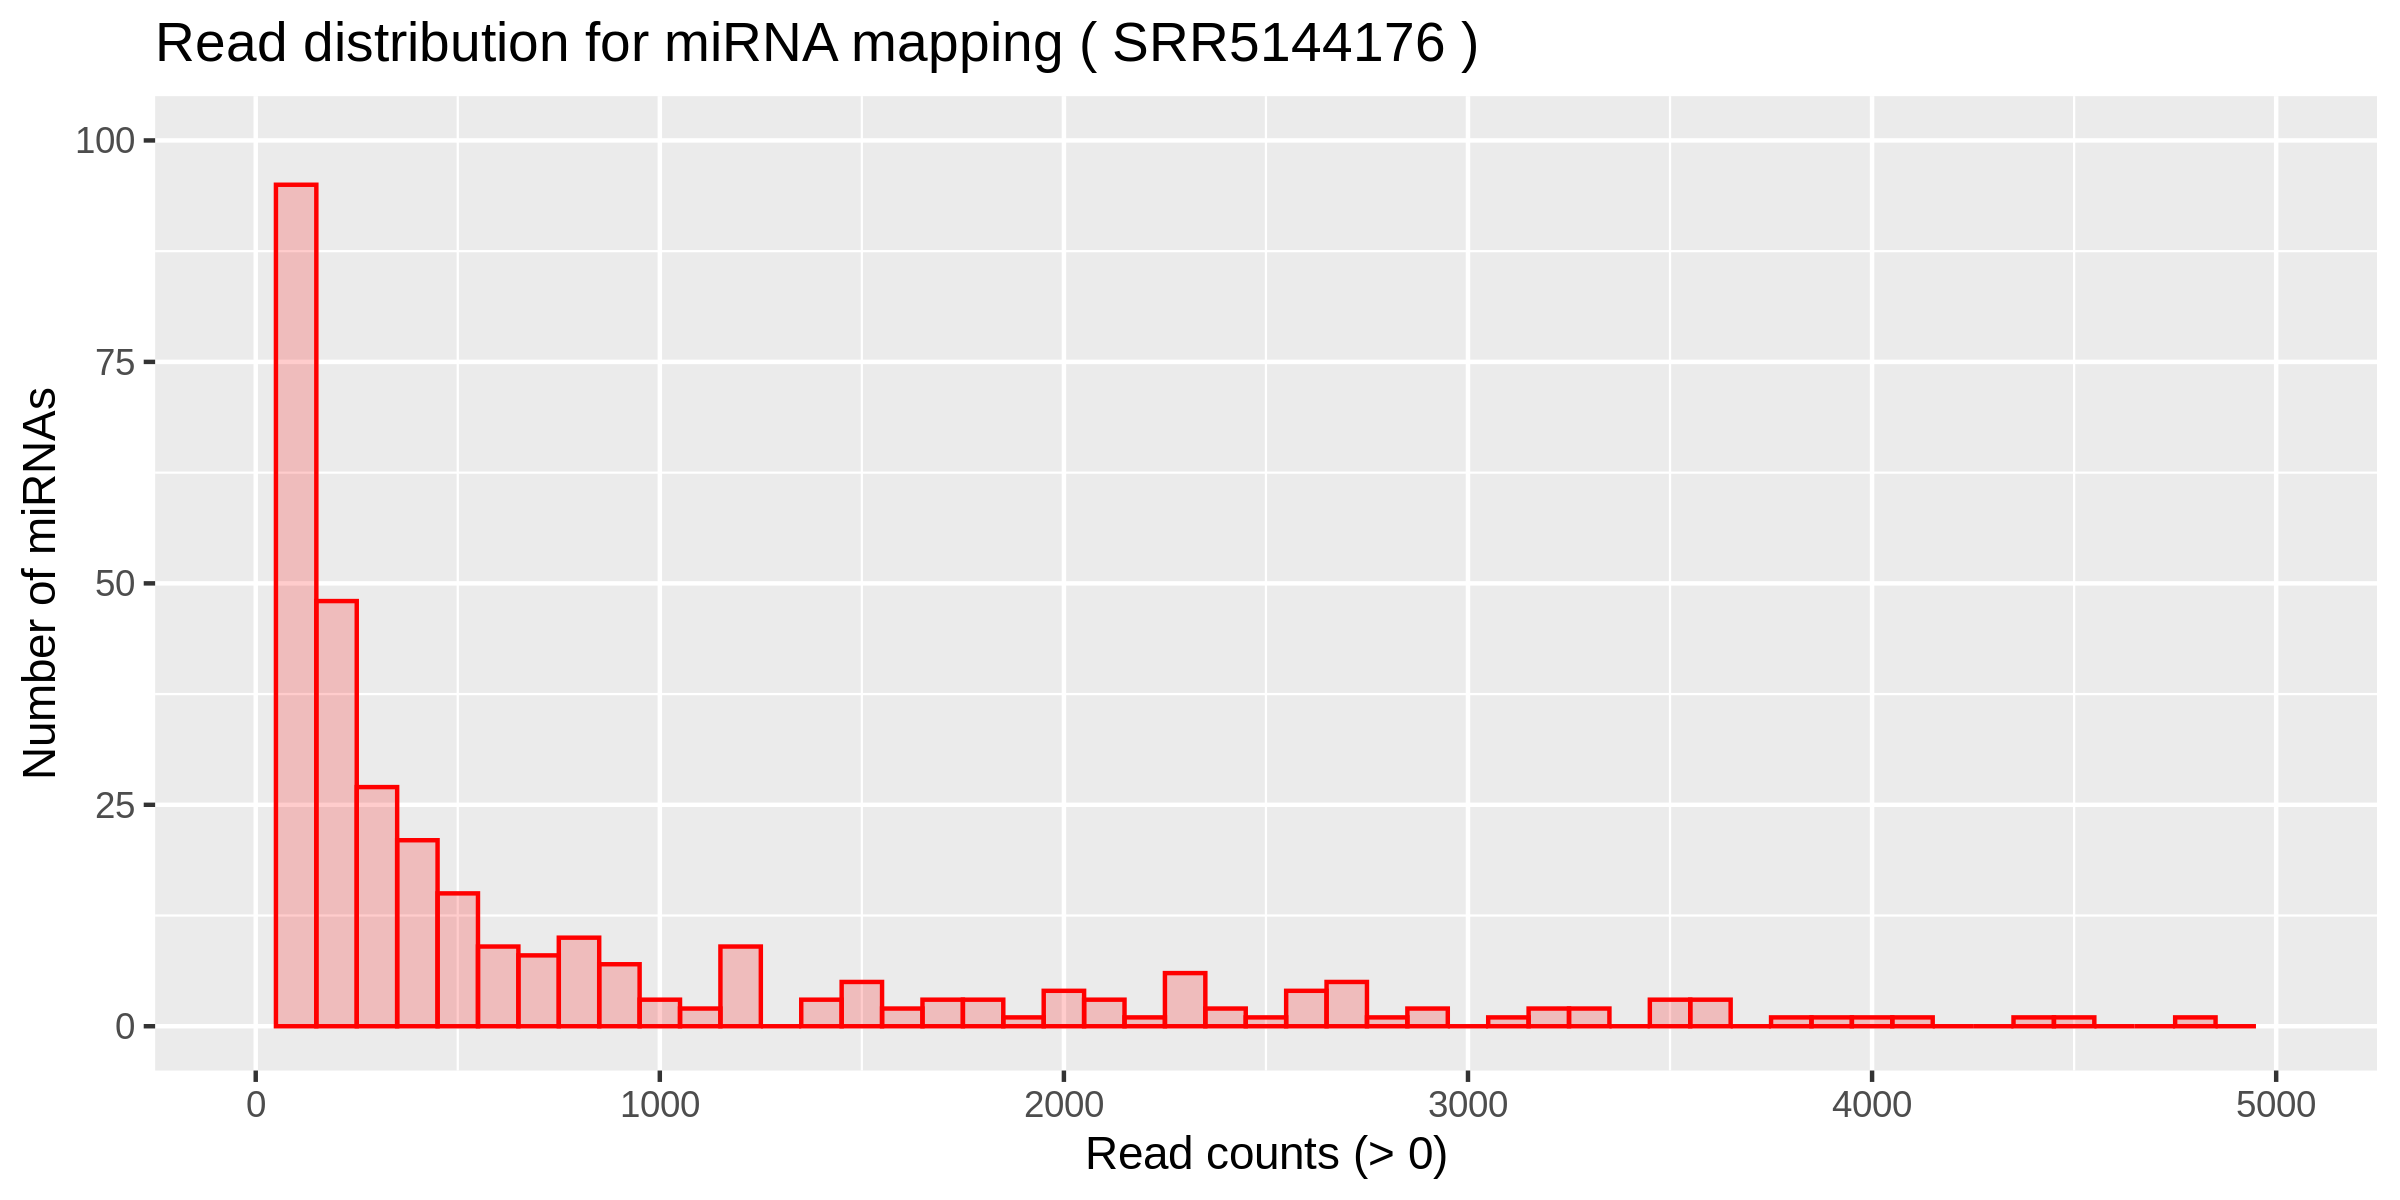 Read distribution for miRNA mapping ( SRR5144176 )
100
75
50
25
0
Number of miRNAs
0 1000 2000 3000 4000 5000
Read counts (> 0)